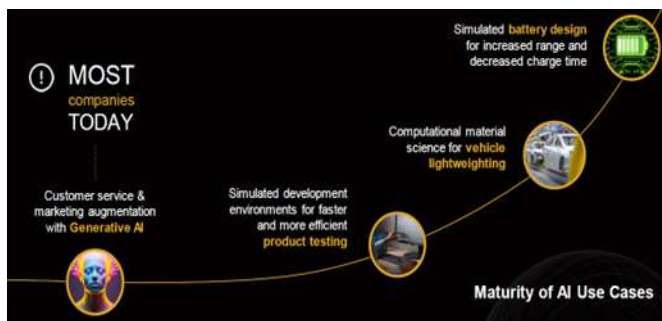 MOST
companies
TODAY
Customer service &
marketing augmentation
with Generative AI
Simulated development
environments for faster
and more efficient
product testing
Computational material
science for vehicle
lightweighting
Simulated battery design
for increased range and
decreased charge time
Maturity of AI Use Cases